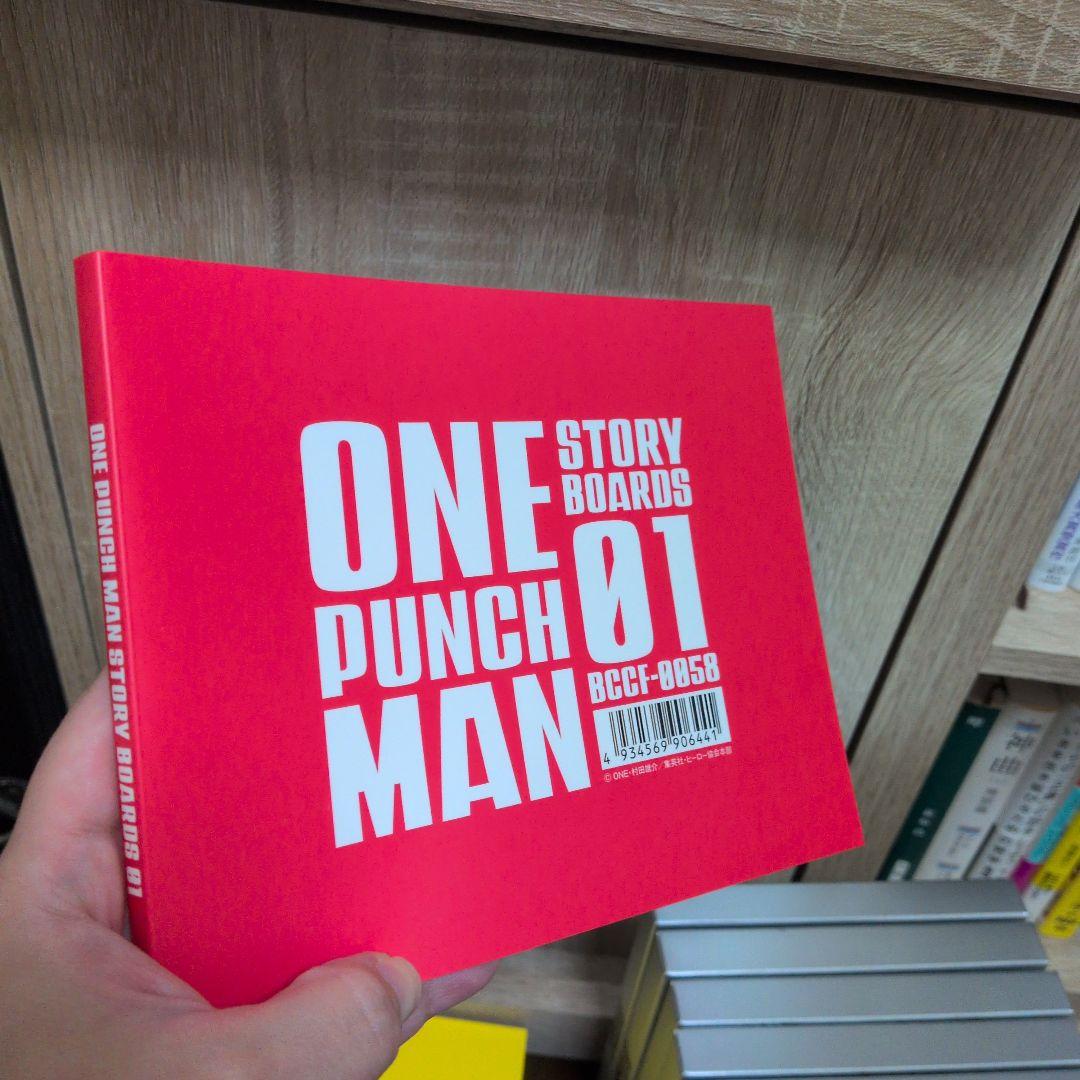 ONE PUNCH MAN STORY BOARDS 01
ONE
PUNCH
MAN
STORY
BOARDS
01
BCCF-0058
4 934569 906441
© ONE・村田雄介／集英社・ヒーロー協会本部